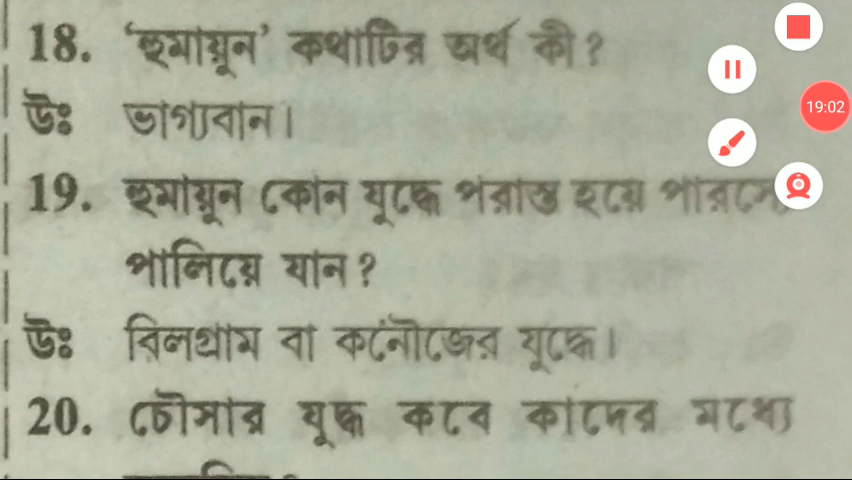 18. 'হুমায়ুন' কথাটির অর্থ কী?
উঃ ভাগ্যবান।
19. হুমায়ুন কোন যুদ্ধে পরাস্ত হয়ে পারস্যে
পালিয়ে যান?
উঃ বিলগ্রাম বা কনৌজের যুদ্ধে।
20. চৌসার যুদ্ধ কবে কাদের মধ্যে
19:02